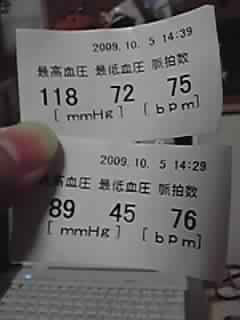 2009.10. 5 14:39
最高血圧 最低血圧 脈拍数
118 72 75
[ mmHg ] [ bpm ]
2009.10. 5 14:29
最高血圧 最低血圧 脈拍数
89 45 76
[ mmHg ] [ bpm ]